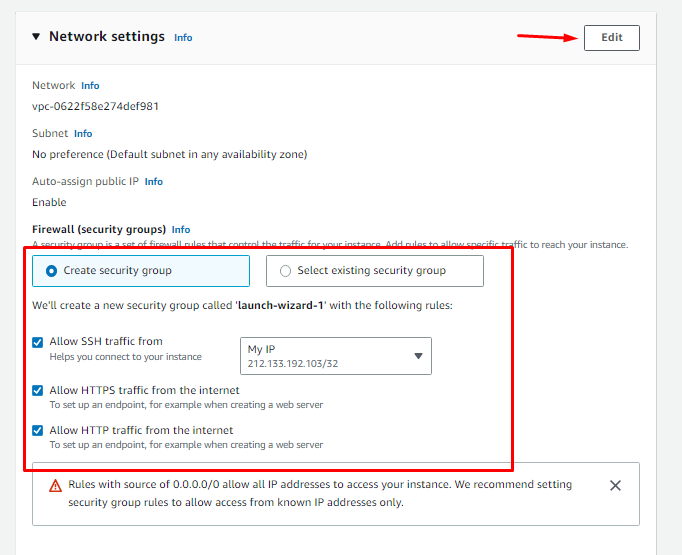 Network settings Info
Edit
Network Info
vpc-0622f58e274def981
Subnet Info
No preference (Default subnet in any availability zone)
Auto-assign public IP Info
Enable
Firewall (security groups) Info
A security group is a set of firewall rules that control the traffic for your instance. Add rules to allow specific traffic to reach your instance.
Create security group
Select existing security group
We'll create a new security group called 'launch-wizard-1' with the following rules:
Allow SSH traffic from
Helps you connect to your instance
My IP
212.133.192.103/32
Allow HTTPS traffic from the internet
To set up an endpoint, for example when creating a web server
Allow HTTP traffic from the internet
To set up an endpoint, for example when creating a web server
Rules with source of 0.0.0.0/0 allow all IP addresses to access your instance. We recommend setting
security group rules to allow access from known IP addresses only.